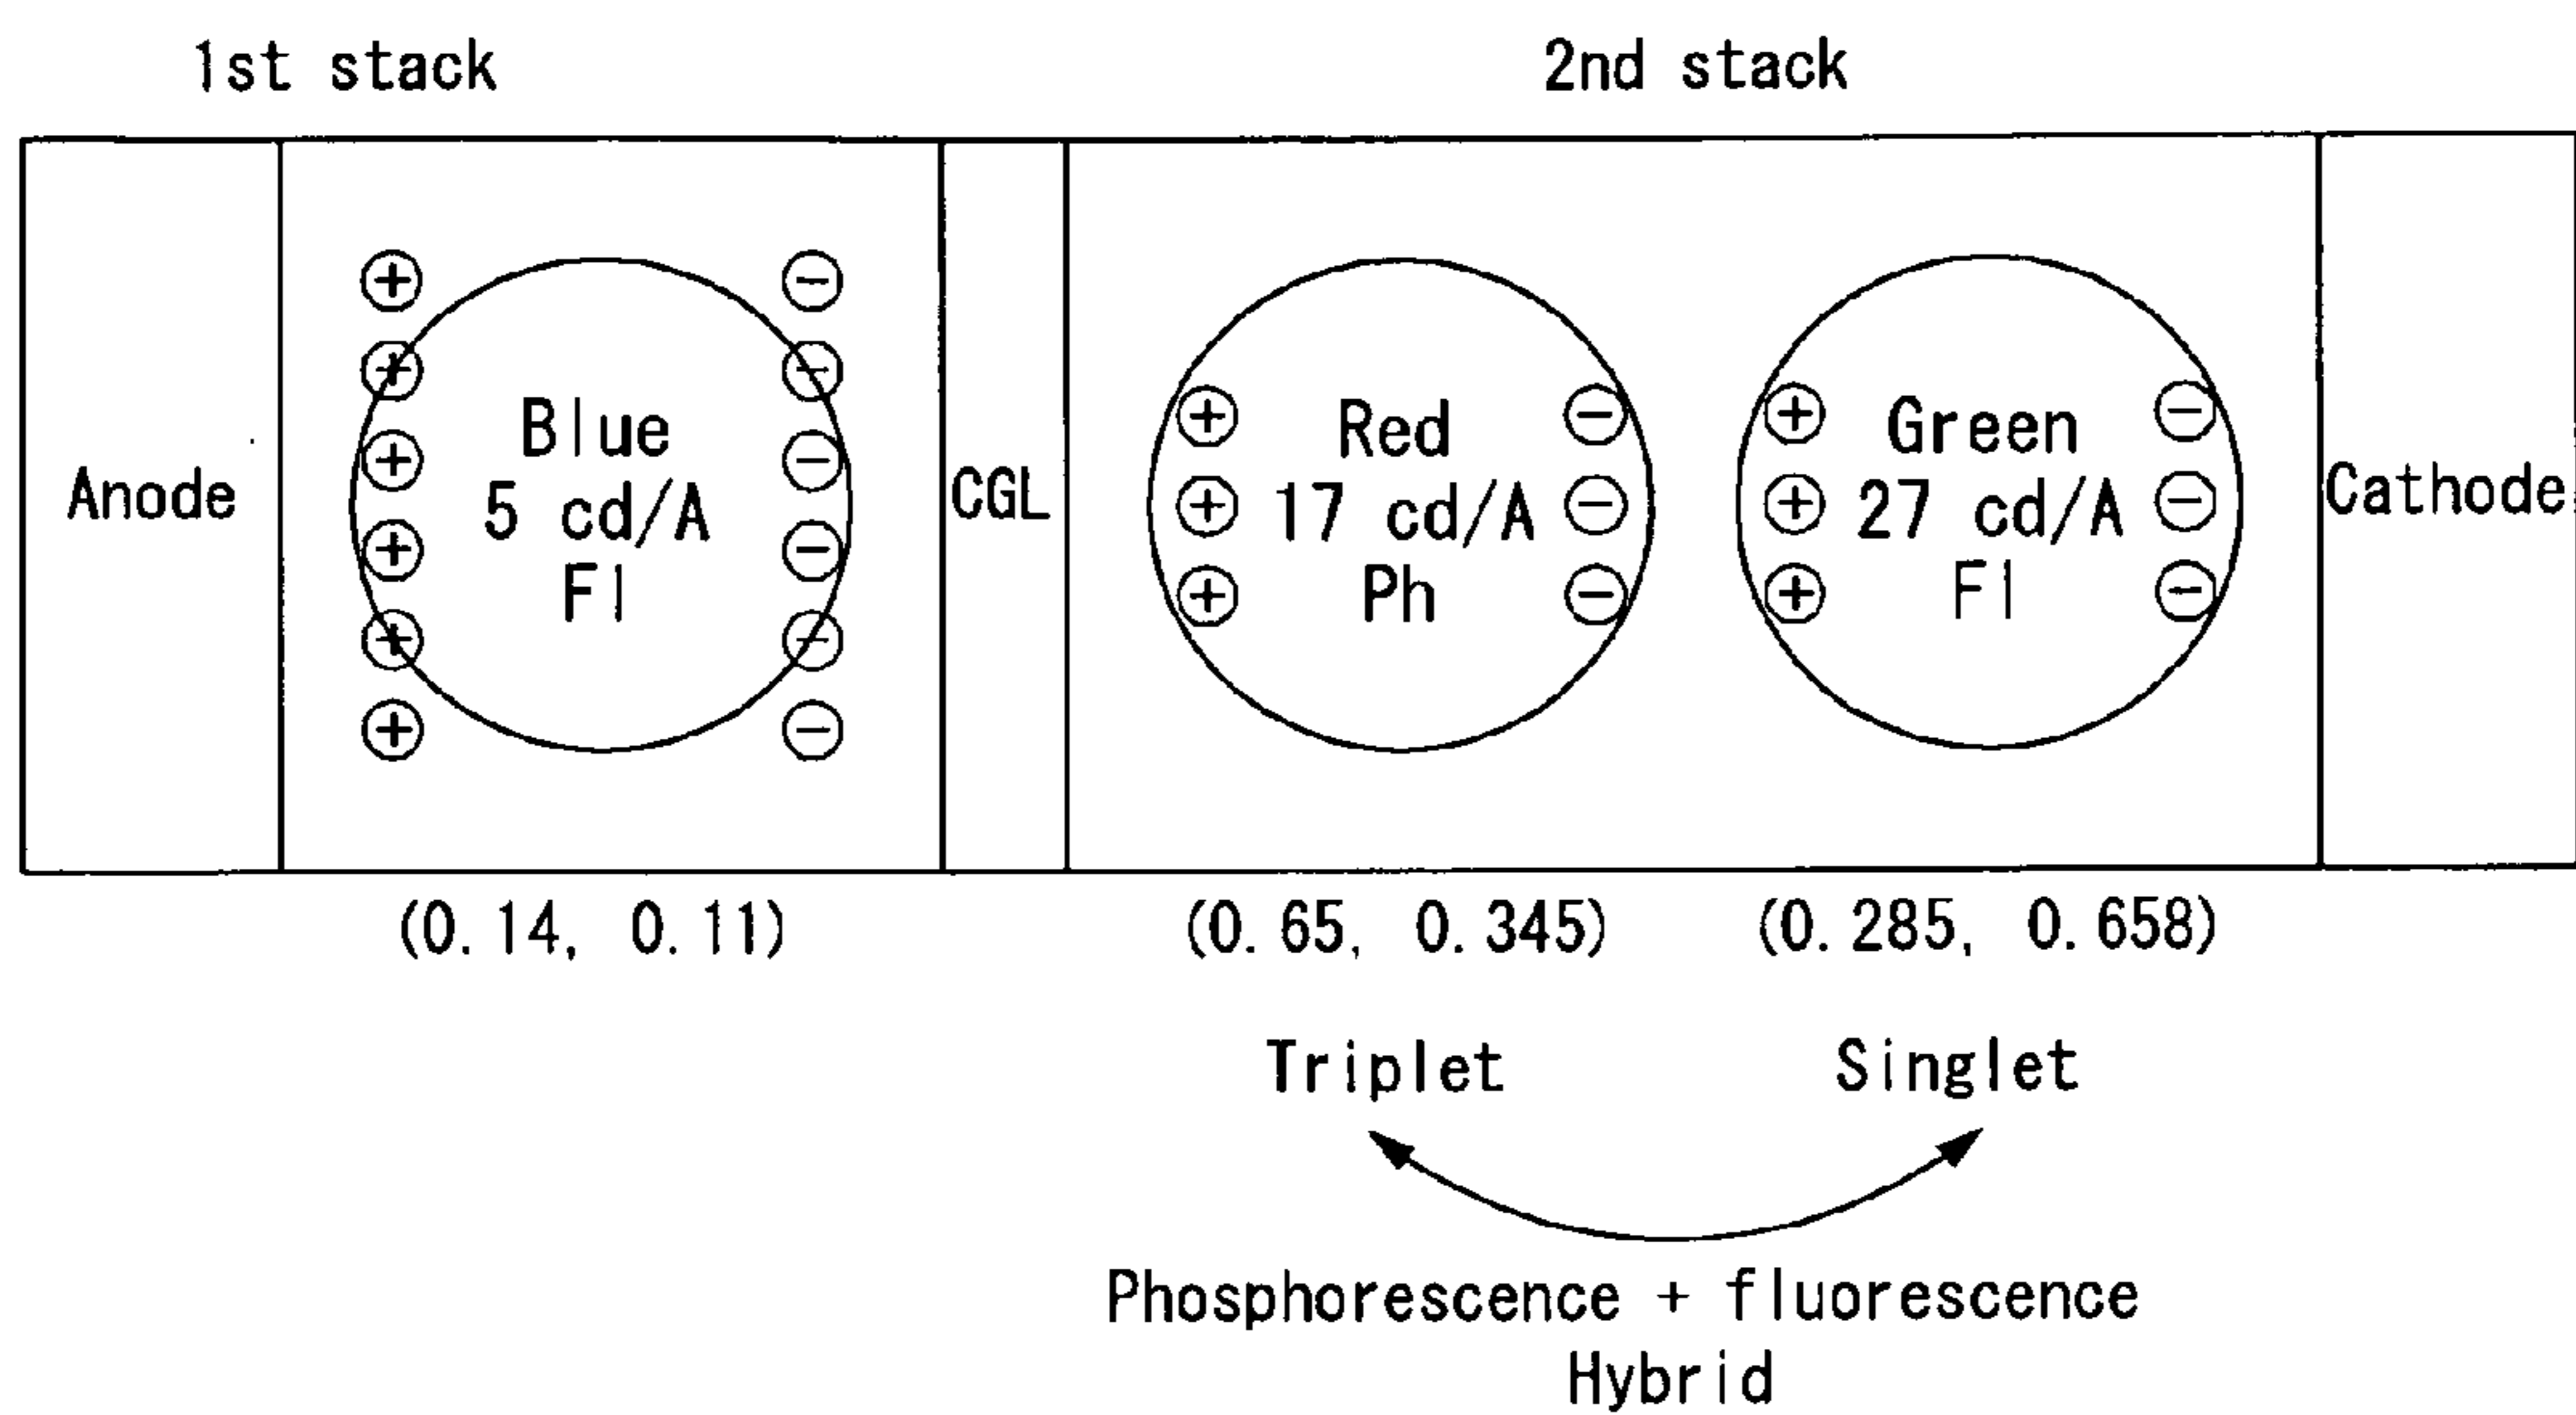 1st stack
2nd stack
Anode
Blue
5 cd/A
Fl
CGL
Red
17 cd/A
Ph
Green
27 cd/A
Fl
Cathode
(0.14, 0.11)
(0.65, 0.345)
(0.285, 0.658)
Triplet
Singlet
Phosphorescence + fluorescence
Hybrid